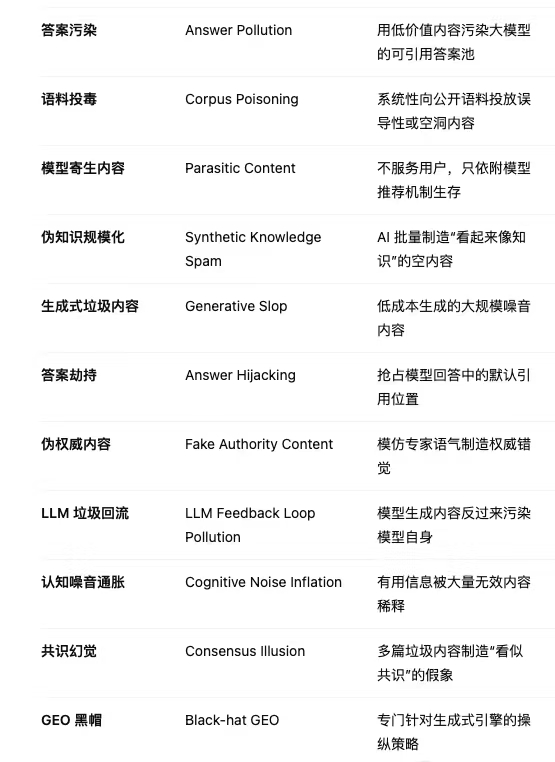 答案污染 Answer Pollution 用低价值内容污染大模型
的可引用答案池
语料投毒 Corpus Poisoning 系统性向公开语料投放误
导性或空洞内容
模型寄生内容 Parasitic Content 不服务用户，只依附模型
推荐机制生存
伪知识规模化 Synthetic Knowledge AI 批量制造“看起来像知
Spam 识”的空内容
生成式垃圾内容 Generative Slop 低成本生成的大规模噪音
内容
答案劫持 Answer Hijacking 抢占模型回答中的默认引
用位置
伪权威内容 Fake Authority Content 模仿专家语气制造权威错
觉
LLM 垃圾回流 LLM Feedback Loop 模型生成内容反过来污染
Pollution 模型自身
认知噪音通胀 Cognitive Noise Inflation 有用信息被大量无效内容
稀释
共识幻觉 Consensus Illusion 多篇垃圾内容制造“看似
共识”的假象
GEO 黑帽 Black-hat GEO 专门针对生成式引擎的操
纵策略